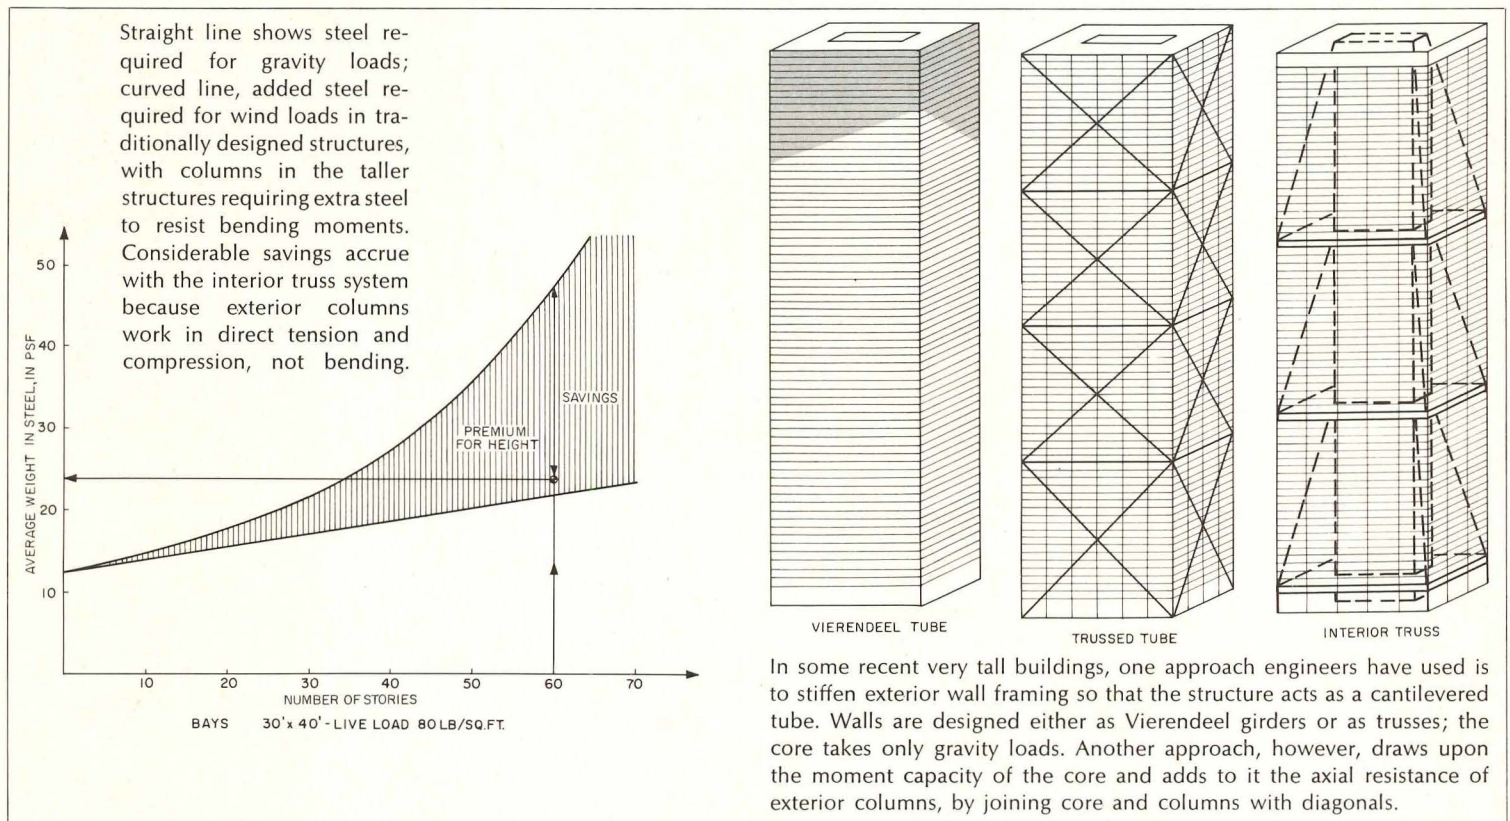 Straight line shows steel re-
quired for gravity loads;
curved line, added steel re-
quired for wind loads in tra-
ditionally designed structures,
with columns in the taller
structures requiring extra steel
to resist bending moments.
Considerable savings accrue
with the interior truss system
because exterior columns
work in direct tension and
compression, not bending.
AVERAGE WEIGHT IN STEEL, IN PSF
50
40
30
20
10
PREMIUM
FOR HEIGHT
SAVINGS
10 20 30 40 50 60 70
NUMBER OF STORIES
BAYS 30'x 40' - LIVE LOAD 80 LB/SQ.FT.
VIERENDEEL TUBE
TRUSSED TUBE
INTERIOR TRUSS
In some recent very tall buildings, one approach engineers have used is
to stiffen exterior wall framing so that the structure acts as a cantilevered
tube. Walls are designed either as Vierendeel girders or as trusses; the
core takes only gravity loads. Another approach, however, draws upon
the moment capacity of the core and adds to it the axial resistance of
exterior columns, by joining core and columns with diagonals.